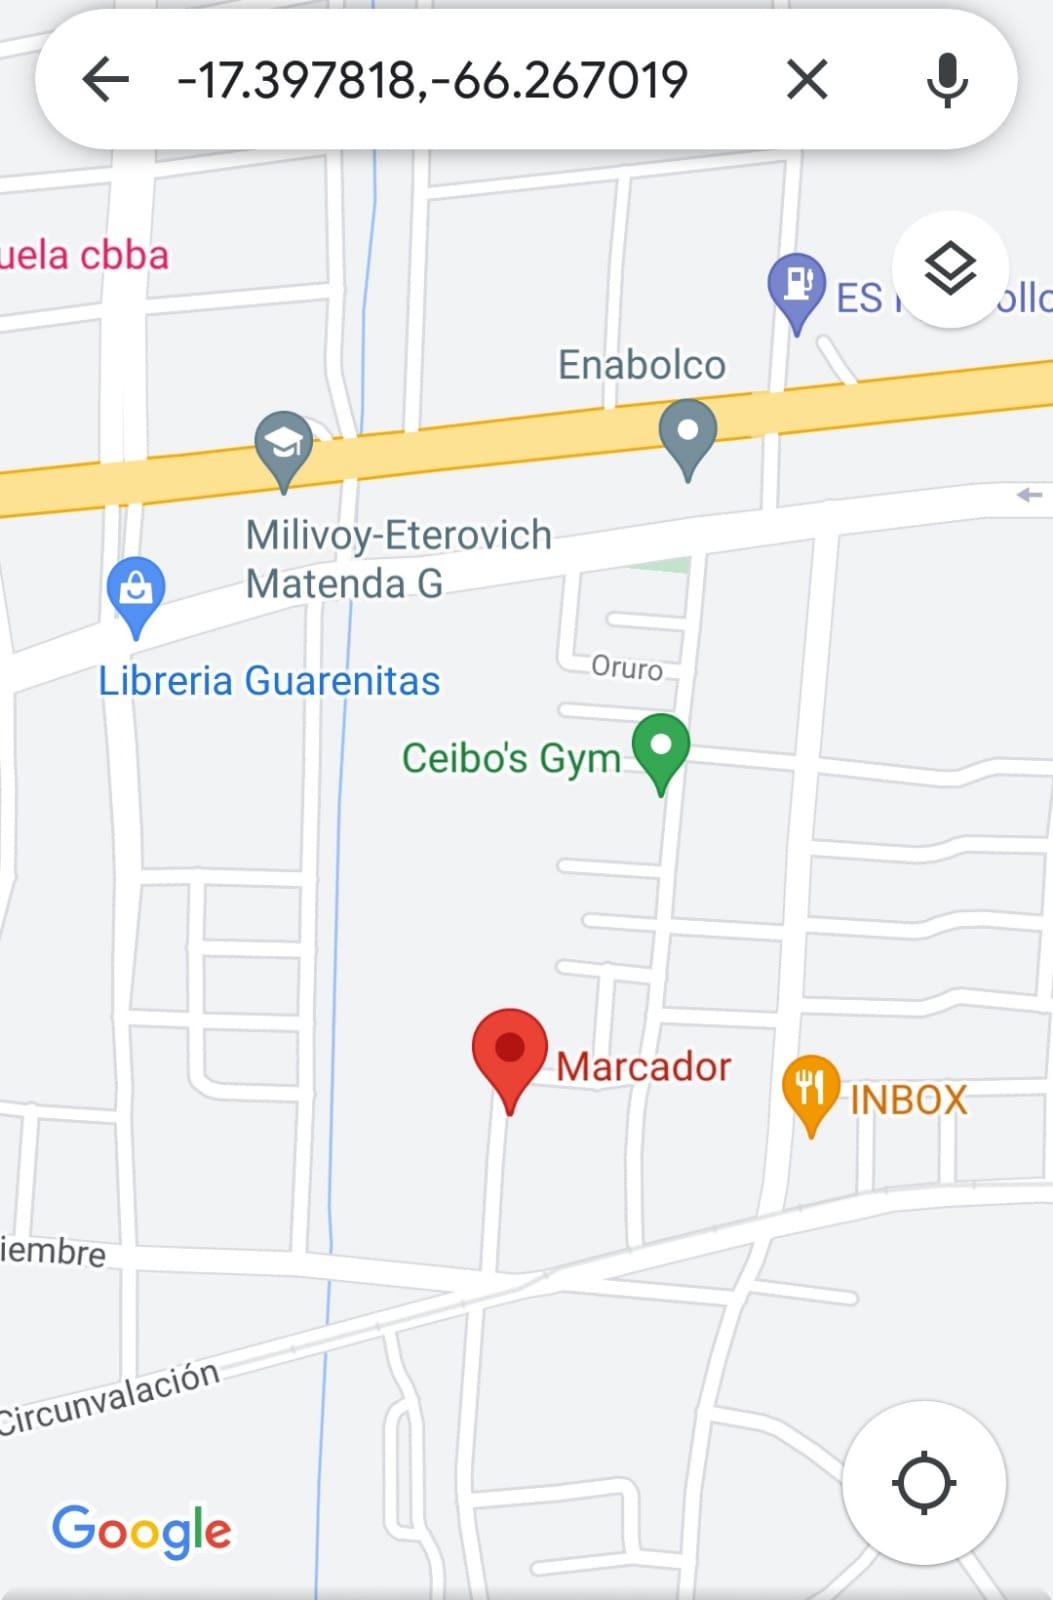 -17.397818,-66.267019
uela cbba
ES
Enabolco
Milivoy-Eterovich
Matenda G
Libreria Guarenitas
Oruro
Ceibo's Gym
Marcador
INBOX
iembre
Circunvalación
Google